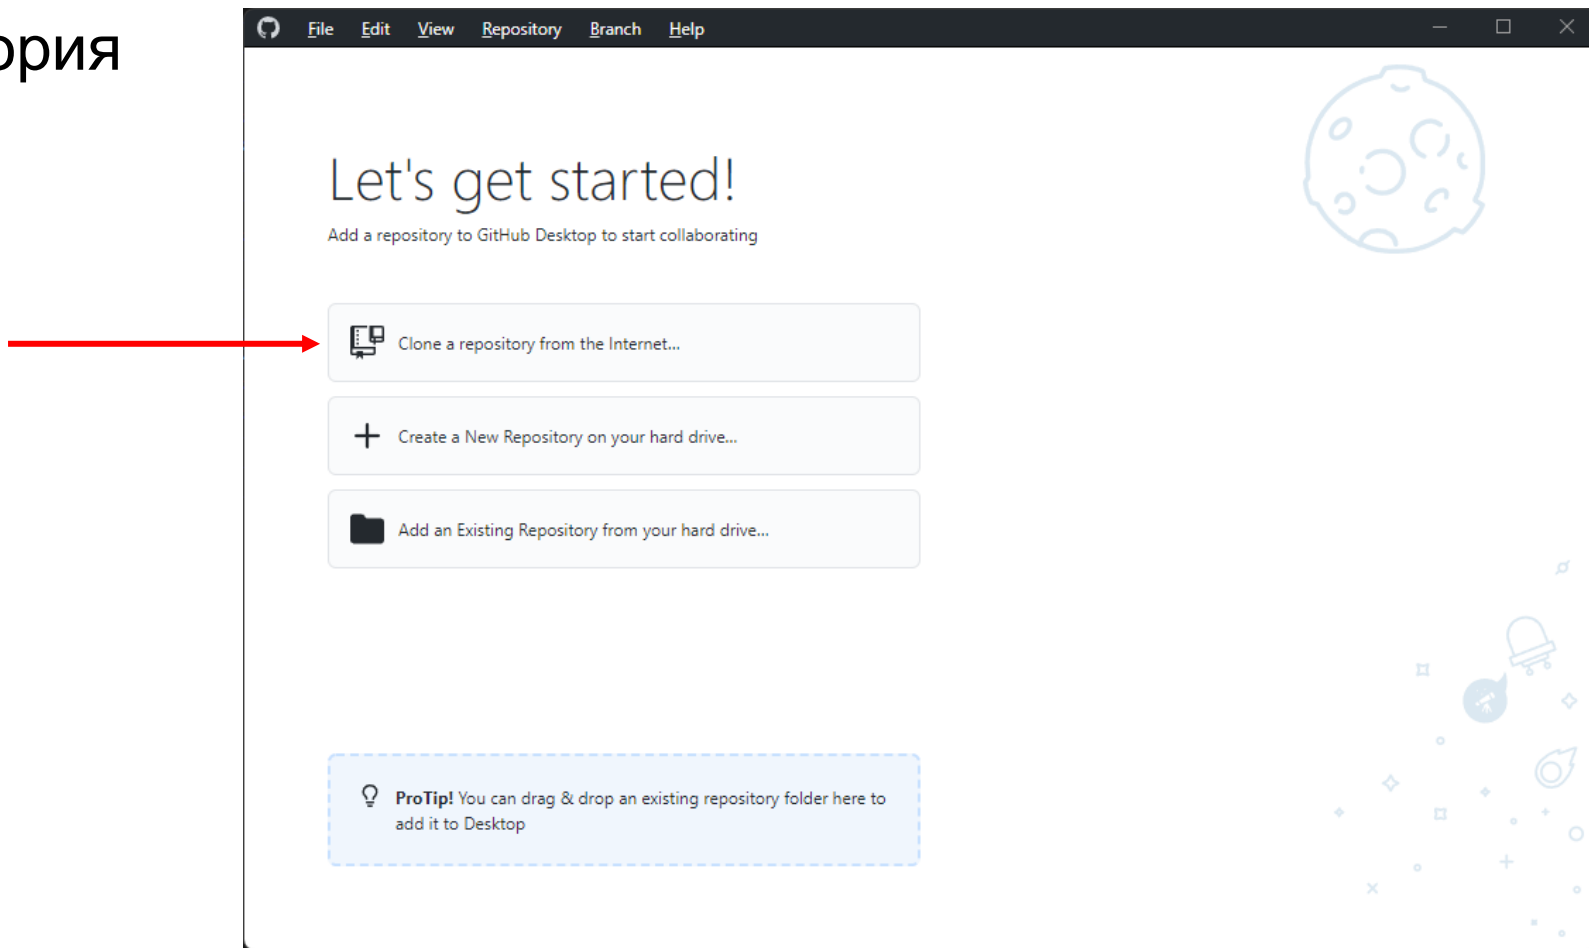 ория
File Edit View Repository Branch Help
Let's get started!
Add a repository to GitHub Desktop to start collaborating
Clone a repository from the Internet...
Create a New Repository on your hard drive...
Add an Existing Repository from your hard drive...
ProTip! You can drag & drop an existing repository folder here to
add it to Desktop